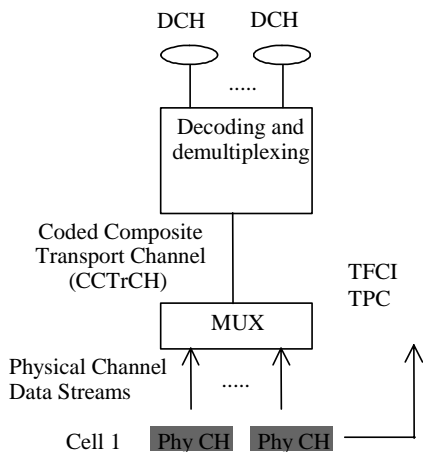 DCH DCH
.....
Decoding and
demultiplexing
Coded Composite
Transport Channel
(CCTrCH)
TFCI
TPC
MUX
Physical Channel
Data Streams
.....
Cell 1 Phy CH Phy CH